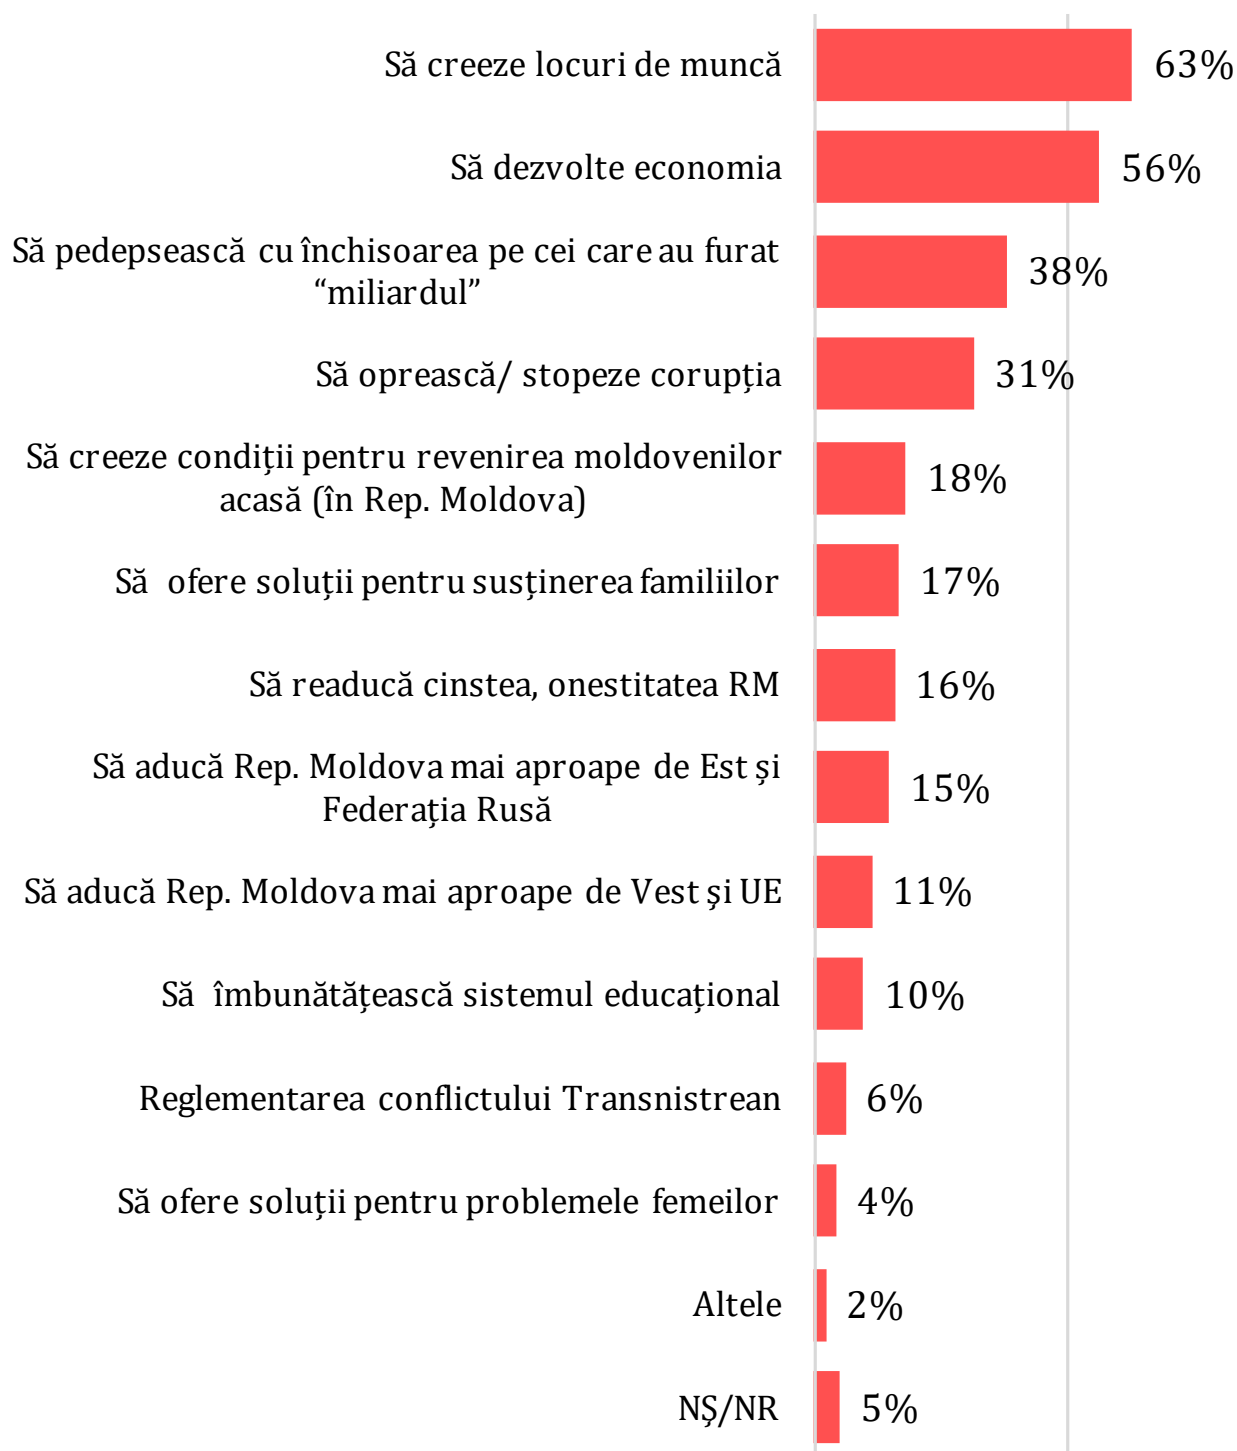 Să creeze locuri de muncă 63%
Să dezvolte economia 56%
Să pedepsească cu închisoarea pe cei care au furat
“miliardul” 38%
Să oprească/ stopeze corupția 31%
Să creeze condiții pentru revenirea moldovenilor
acasă (în Rep. Moldova) 18%
Să ofere soluții pentru susținerea familiilor 17%
Să readucă cinstea, onestitatea RM 16%
Să aducă Rep. Moldova mai aproape de Est și
Federația Rusă 15%
Să aducă Rep. Moldova mai aproape de Vest și UE 11%
Să îmbunătățească sistemul educațional 10%
Reglementarea conflictului Transnistrean 6%
Să ofere soluții pentru problemele femeilor 4%
Altele 2%
NȘ/NR 5%